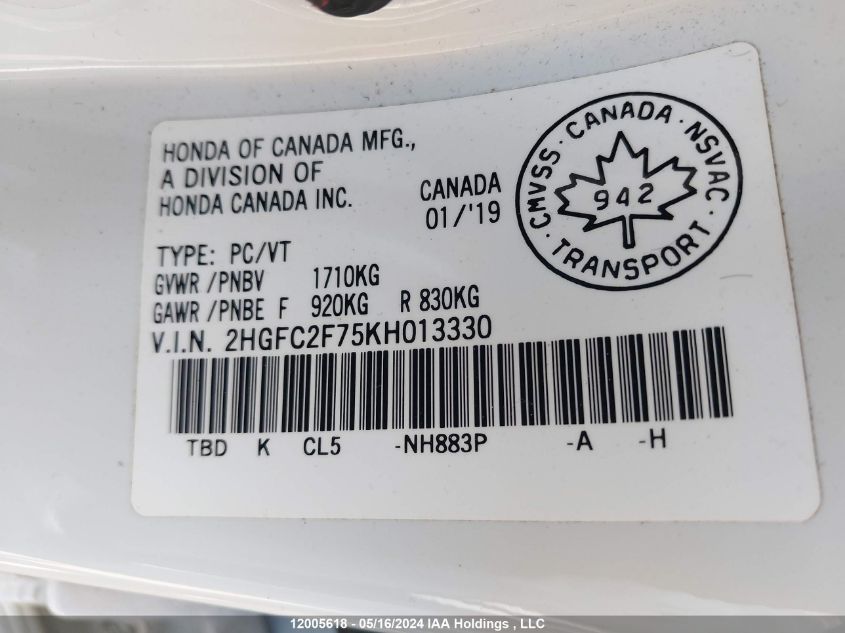 HONDA OF CANADA MFG.,
A DIVISION OF
HONDA CANADA INC.
CANADA
01/'19
CMVSS · CANADA · NSVAC · TRANSPORT ·
942
TYPE: PC/VT
GVWR /PNBV 1710KG
GAWR /PNBE F 920KG R 830KG
V.I.N. 2HGFC2F75KH013330
TBD K CL5 -NH883P -A -H
12005618 - 05/16/2024 IAA Holdings , LLC